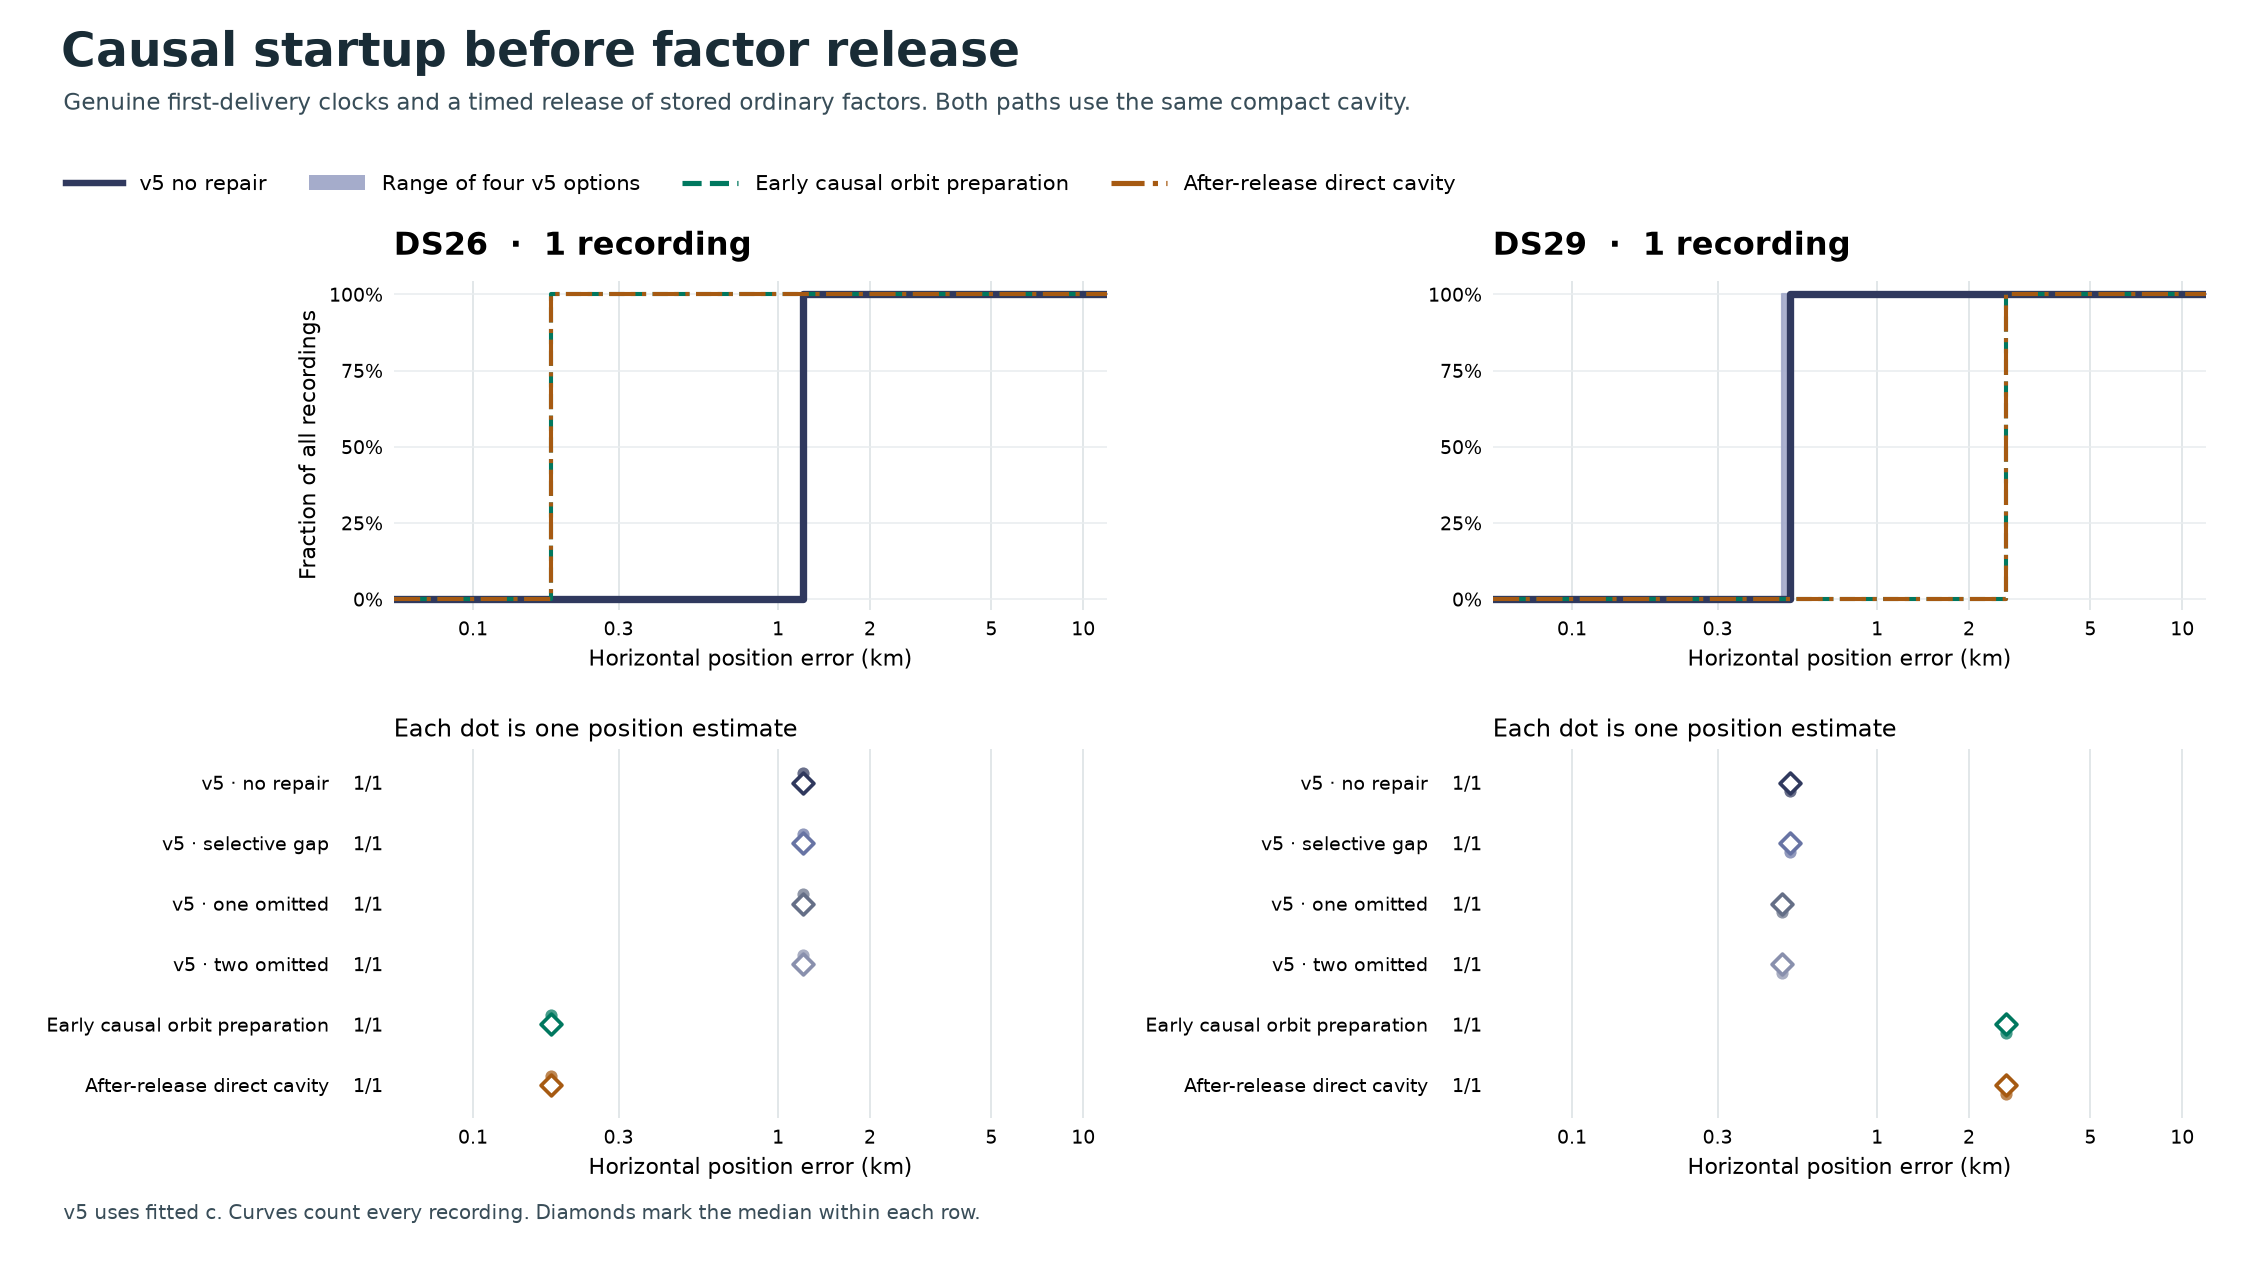 Causal startup before factor release
Genuine first-delivery clocks and a timed release of stored ordinary factors. Both paths use the same compact cavity.
v5 no repair
Range of four v5 options
Early causal orbit preparation
After-release direct cavity
DS26 · 1 recording
Fraction of all recordings
100%
75%
50%
25%
0%
0.1 0.3 1 2 5 10
Horizontal position error (km)
DS29 · 1 recording
100%
75%
50%
25%
0%
0.1 0.3 1 2 5 10
Horizontal position error (km)
Each dot is one position estimate
v5 · no repair 1/1
v5 · selective gap 1/1
v5 · one omitted 1/1
v5 · two omitted 1/1
Early causal orbit preparation 1/1
After-release direct cavity 1/1
0.1 0.3 1 2 5 10
Horizontal position error (km)
Each dot is one position estimate
v5 · no repair 1/1
v5 · selective gap 1/1
v5 · one omitted 1/1
v5 · two omitted 1/1
Early causal orbit preparation 1/1
After-release direct cavity 1/1
0.1 0.3 1 2 5 10
Horizontal position error (km)
v5 uses fitted c. Curves count every recording. Diamonds mark the median within each row.